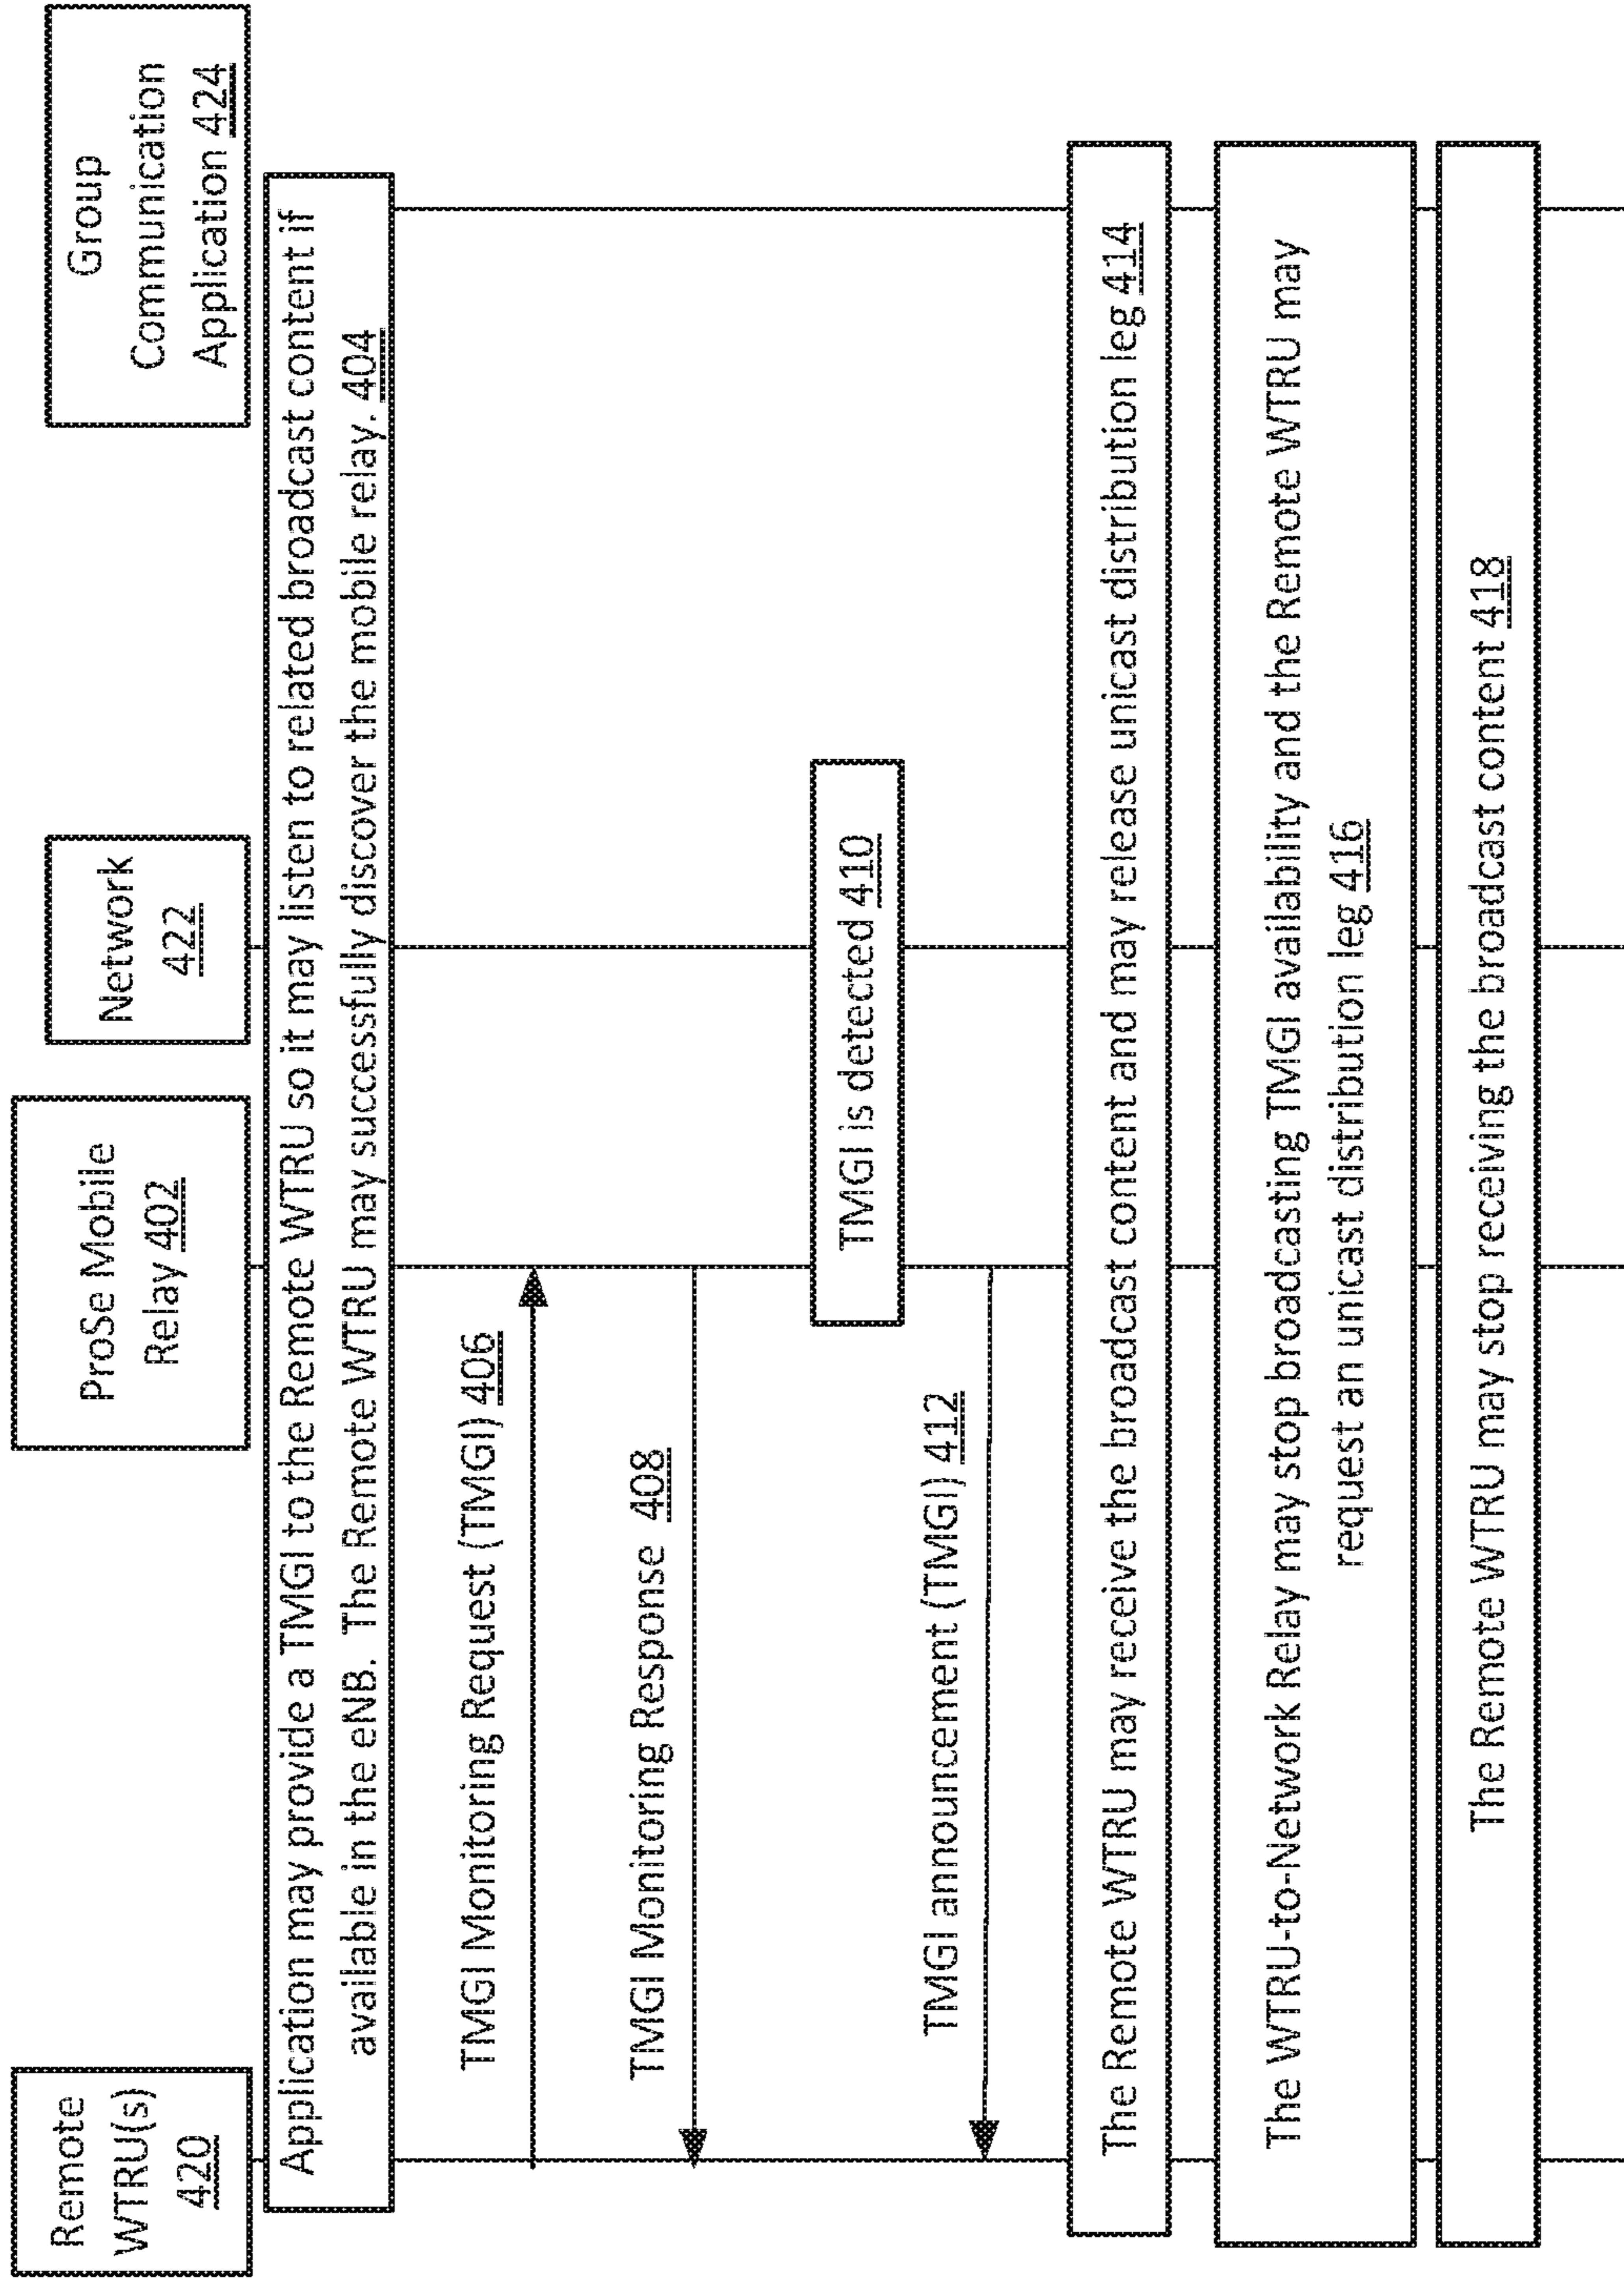 Remote
WTRU(s)
420
ProSe Mobile
Relay 402
Network
422
Group
Communication
Application 424
Application may provide a TMGI to the Remote WTRU so it may listen to related broadcast content if
available in the eNB. The Remote WTRU may successfully discover the mobile relay. 404
TMGI Monitoring Request (TMGI) 406
TMGI Monitoring Response 408
TMGI is detected 410
TMGI announcement (TMGI) 412
The Remote WTRU may receive the broadcast content and may release unicast distribution leg 414
The WTRU-to-Network Relay may stop broadcasting TMGI availability and the Remote WTRU may
request an unicast distribution leg 416
The Remote WTRU may stop receiving the broadcast content 418